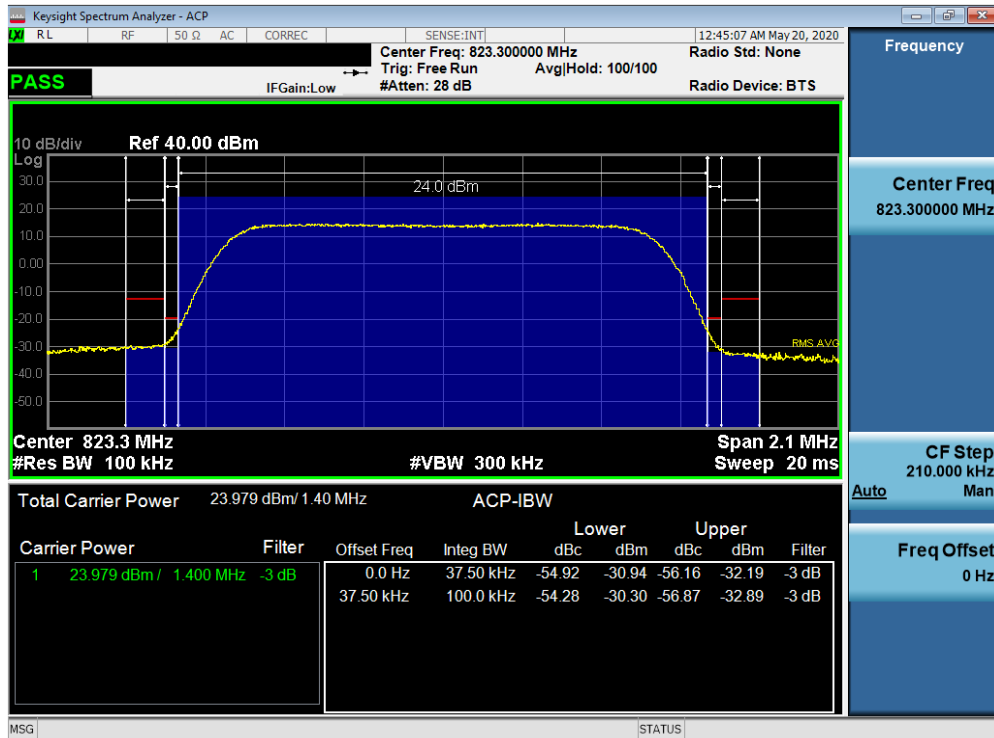 Keysight Spectrum Analyzer - ACP
LXI RL RF 50 Ω AC CORREC SENSE:INT 12:45:07 AM May 20, 2020
Center Freq: 823.300000 MHz Radio Std: None
Trig: Free Run Avg|Hold: 100/100
PASS IFGain:Low #Atten: 28 dB Radio Device: BTS
10 dB/div Ref 40.00 dBm
Log
30.0
24.0 dBm
20.0
10.0
0.00
-10.0
-20.0
-30.0
RMS AVG
-40.0
-50.0
Center 823.3 MHz Span 2.1 MHz
#Res BW 100 kHz #VBW 300 kHz Sweep 20 ms
Total Carrier Power 23.979 dBm/ 1.40 MHz ACP-IBW
Lower Upper
Carrier Power Filter Offset Freq Integ BW dBc dBm dBc dBm Filter
1 23.979 dBm / 1.400 MHz -3 dB 0.0 Hz 37.50 kHz -54.92 -30.94 -56.16 -32.19 -3 dB
37.50 kHz 100.0 kHz -54.28 -30.30 -56.87 -32.89 -3 dB
MSG STATUS
Frequency
Center Freq
823.300000 MHz
CF Step
210.000 kHz
Auto Man
Freq Offset
0 Hz